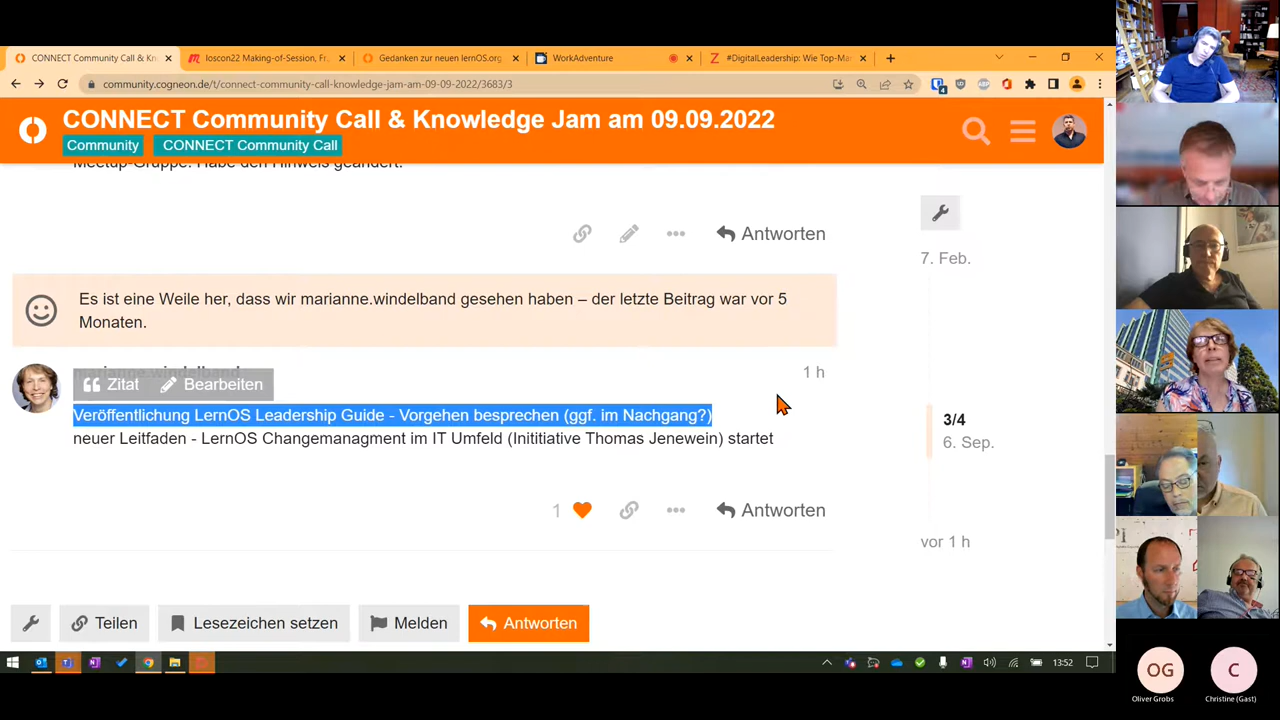 CONNECT Community Call & Kn
loscon22 Making-of-Session, Fr
Gedanken zur neuen lernOS.org
WorkAdventure
#DigitalLeadership: Wie Top-Ma
community.cogneon.de/t/connect-community-call-knowledge-jam-am-09-09-2022/3683/3
CONNECT Community Call & Knowledge Jam am 09.09.2022
Community
CONNECT Community Call
Meetup-Gruppe. Habe den Hinweis geändert.
Antworten
7. Feb.
Es ist eine Weile her, dass wir marianne.windelband gesehen haben – der letzte Beitrag war vor 5
Monaten.
marianne.windelband
1 h
Zitat
Bearbeiten
Veröffentlichung LernOS Leadership Guide - Vorgehen besprechen (ggf. im Nachgang?)
neuer Leitfaden - LernOS Changemanagment im IT Umfeld (Inititiative Thomas Jenewein) startet
3/4
6. Sep.
1
Antworten
vor 1 h
Teilen
Lesezeichen setzen
Melden
Antworten
13:52
OG
C
Oliver Grobs
Christine (Gast)